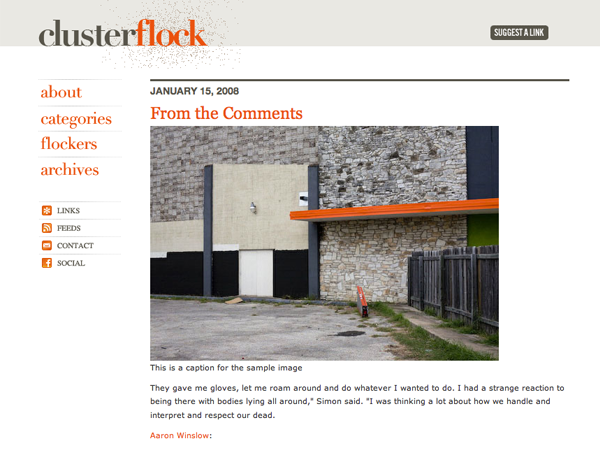 clusterflock
SUGGEST A LINK
about
categories
flockers
archives
LINKS
FEEDS
CONTACT
SOCIAL
JANUARY 15, 2008
From the Comments
This is a caption for the sample image
They gave me gloves, let me roam around and do whatever I wanted to do. I had a strange reaction to
being there with bodies lying all around," Simon said. "I was thinking a lot about how we handle and
interpret and respect our dead.
Aaron Winslow: